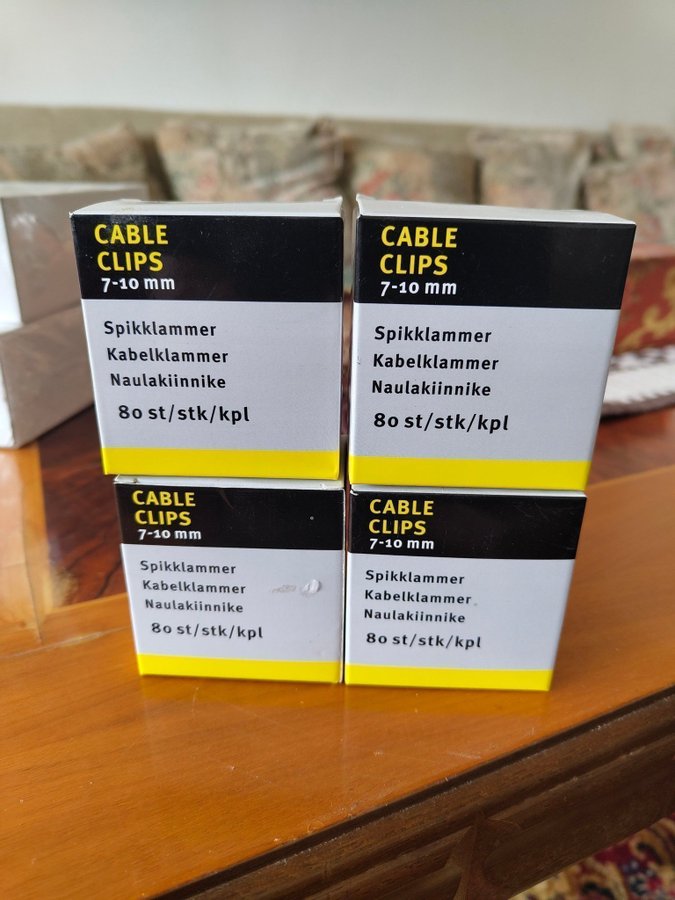 CABLE
CLIPS
7-10 mm
Spikklammer
Kabelklammer
Naulakiinnike
80 st/stk/kpl
CABLE
CLIPS
7-10 mm
Spikklammer
Kabelklammer
Naulakiinnike
80 st/stk/kpl
CABLE
CLIPS
7-10 mm
Spikklammer
Kabelklammer
Naulakiinnike
80 st/stk/kpl
CABLE
CLIPS
7-10 mm
Spikklammer
Kabelklammer
Naulakiinnike
80 st/stk/kpl